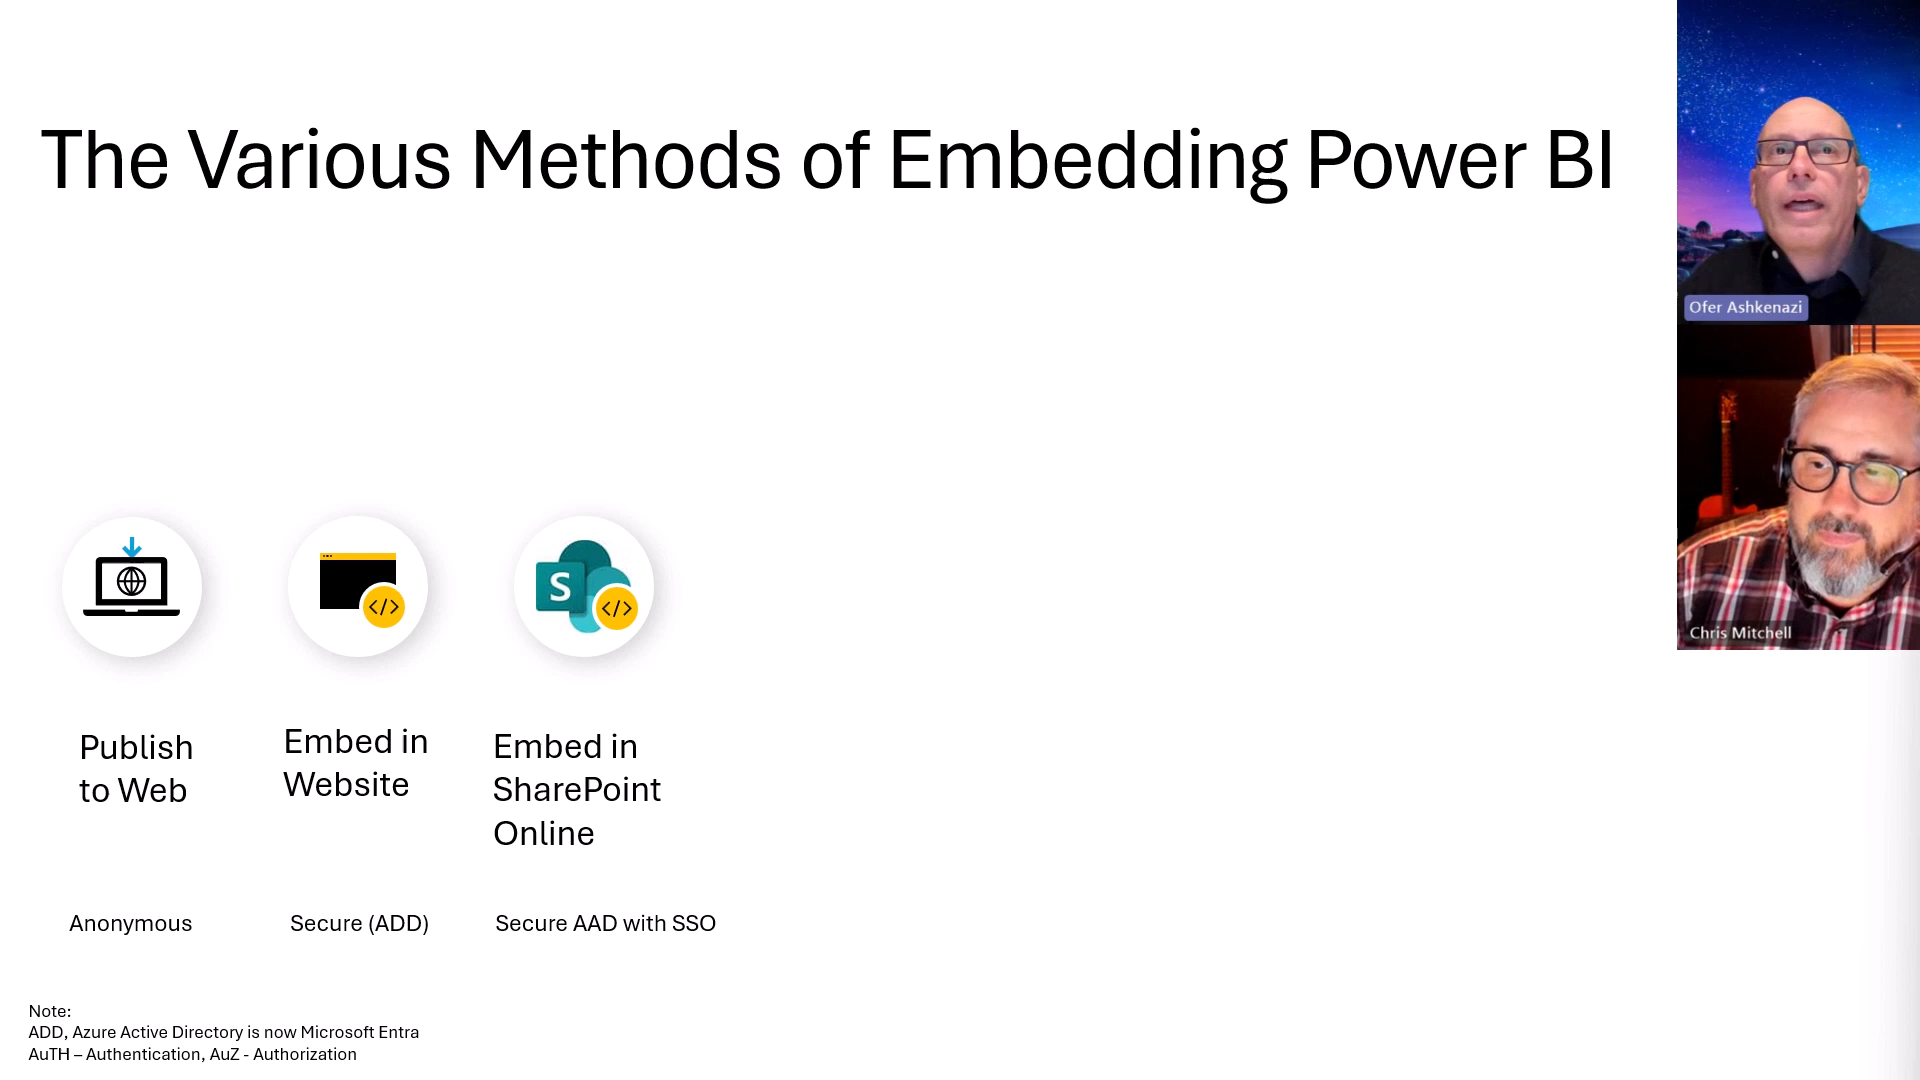 The Various Methods of Embedding Power BI
Ofer Ashkenazi
Chris Mitchell
S
</>
</>
Publish
to Web
Embed in
Website
Embed in
SharePoint
Online
Anonymous
Secure (ADD)
Secure AAD with SSO
Note:
ADD, Azure Active Directory is now Microsoft Entra
AuTH – Authentication, AuZ - Authorization